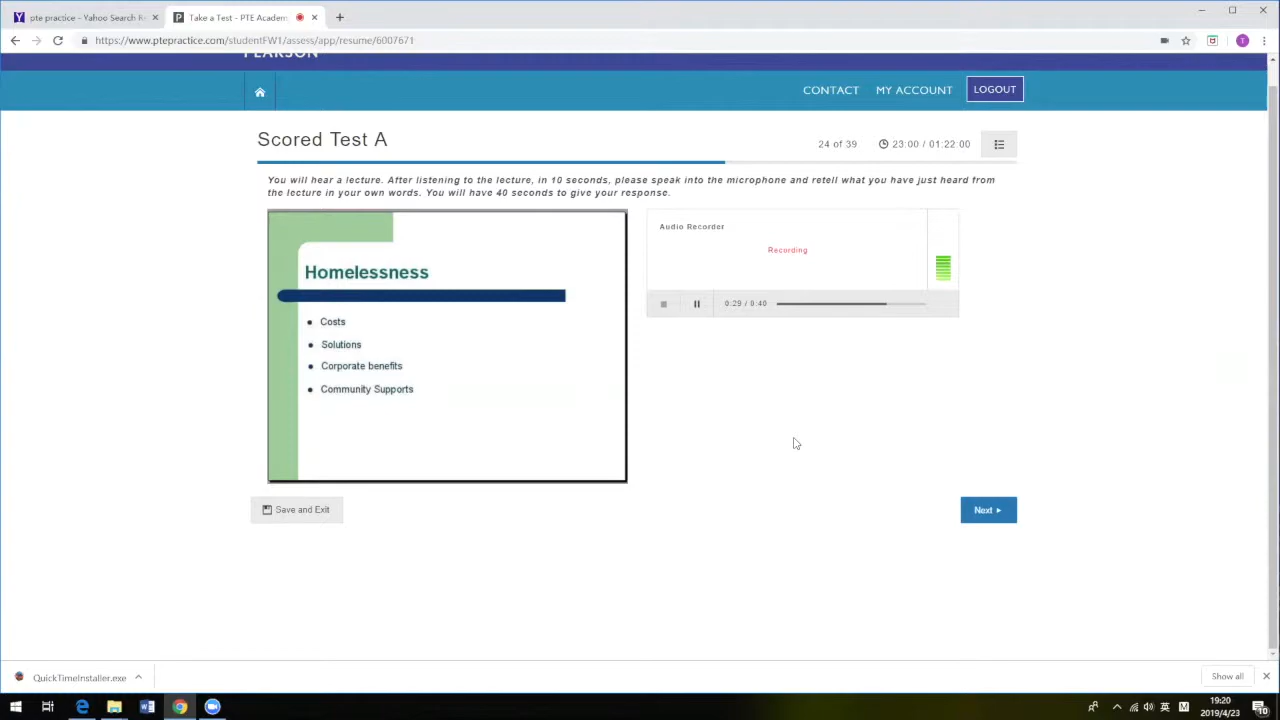 pte practice - Yahoo Search Re
Take a Test - PTE Academ
https://www.ptepractice.com/studentFW1/assess/app/resume/6007671
T
PEARSON
CONTACT
MY ACCOUNT
LOGOUT
Scored Test A
24 of 39
23:00 / 01:22:00
You will hear a lecture. After listening to the lecture, in 10 seconds, please speak into the microphone and retell what you have just heard from
the lecture in your own words. You will have 40 seconds to give your response.
Homelessness
• Costs
• Solutions
• Corporate benefits
• Community Supports
Audio Recorder
Recording
0:29 / 0:40
Save and Exit
Next
QuickTimeInstaller.exe
Show all
英
M
19:20
2019/4/23
10